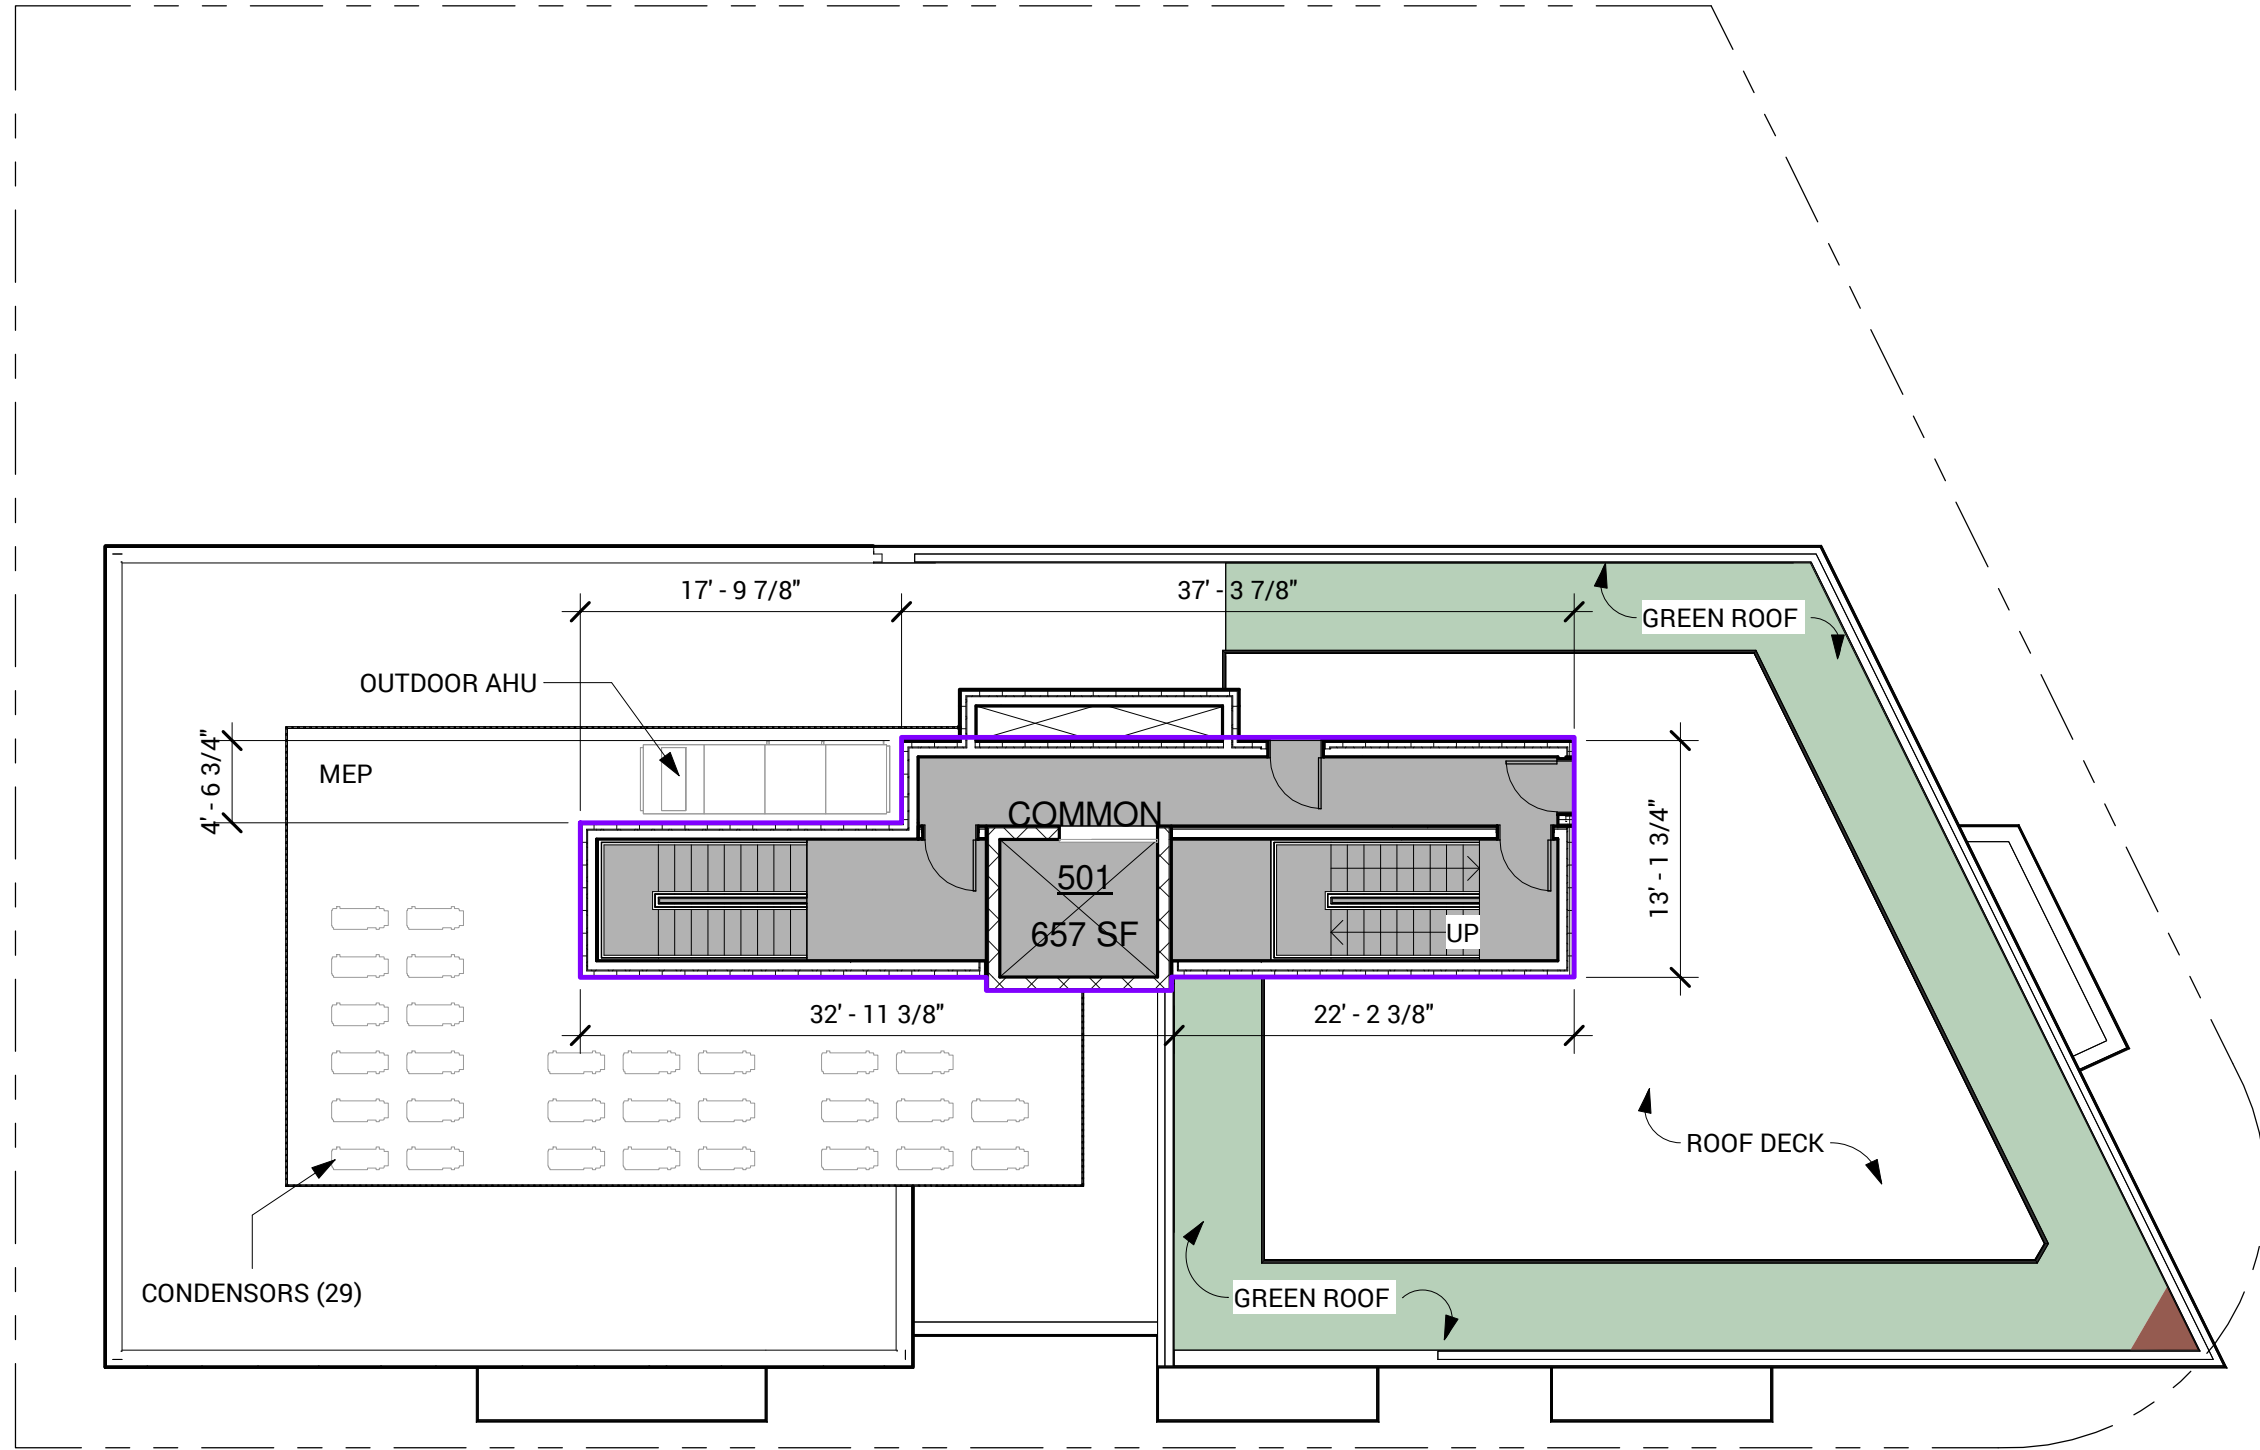 17' - 9 7/8"
37' - 3 7/8"
GREEN ROOF
OUTDOOR AHU
4' - 6 3/4"
MEP
COMMON
501
657 SF
UP
13' - 1 3/4"
32' - 11 3/8"
22' - 2 3/8"
ROOF DECK
CONDENSORS (29)
GREEN ROOF